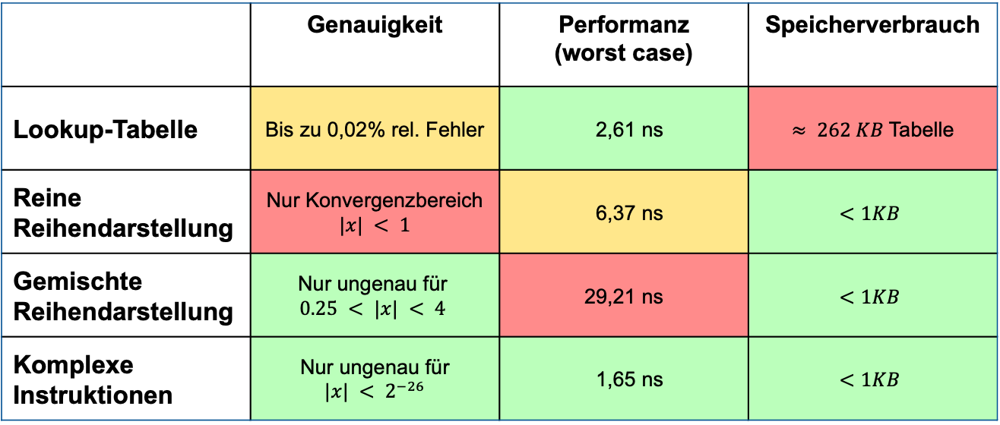 Genauigkeit
Performanz
(worst case)
Speicherverbrauch
Lookup-Tabelle
Bis zu 0,02% rel. Fehler
2,61 ns
≈ 262 KB Tabelle
Reine
Reihendarstellung
Nur Konvergenzbereich
|x| < 1
6,37 ns
< 1KB
Gemischte
Reihendarstellung
Nur ungenau für
0.25 < |x| < 4
29,21 ns
< 1KB
Komplexe
Instruktionen
Nur ungenau für
|x| < 2⁻²⁶
1,65 ns
< 1KB